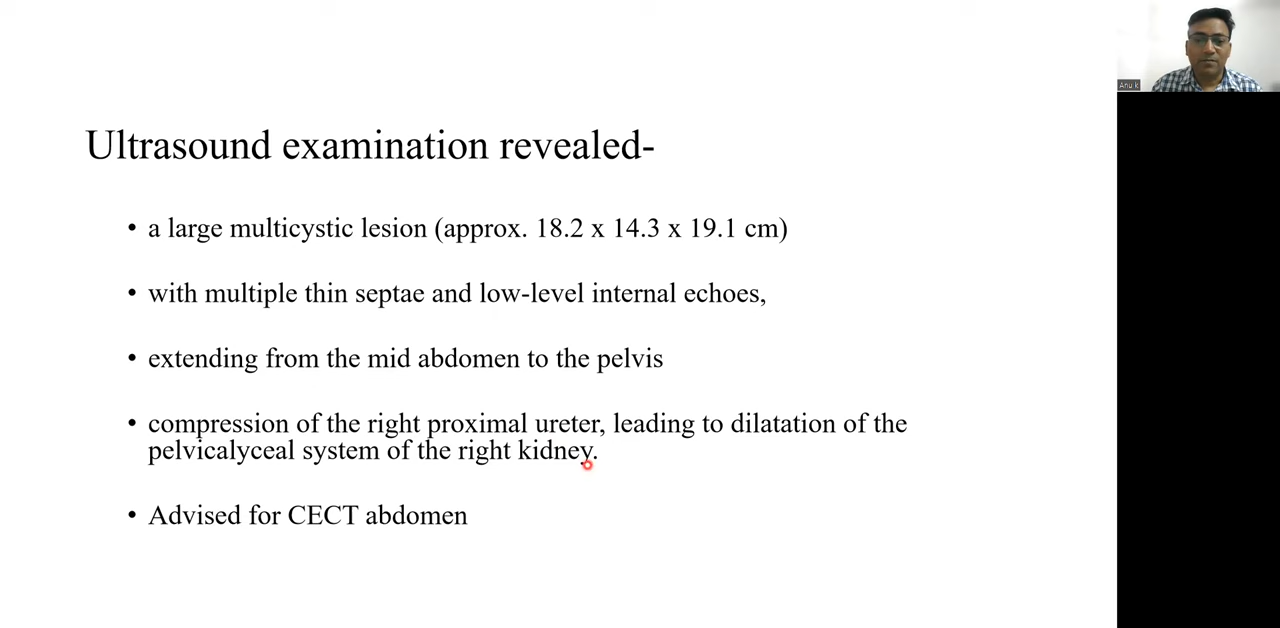 Ultrasound examination revealed-
• a large multicystic lesion (approx. 18.2 x 14.3 x 19.1 cm)
• with multiple thin septae and low-level internal echoes,
• extending from the mid abdomen to the pelvis
• compression of the right proximal ureter, leading to dilatation of the
pelvicalyceal system of the right kidney.
• Advised for CECT abdomen
Anu K